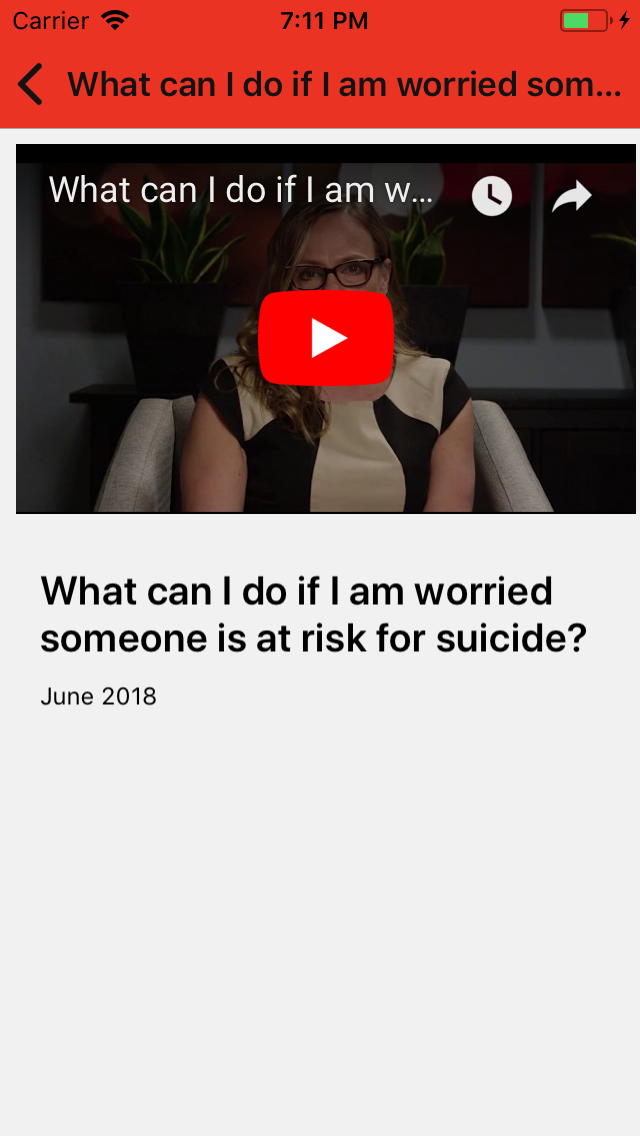 Carrier 7:11 PM
What can I do if I am worried som...
What can I do if I am w...
What can I do if I am worried
someone is at risk for suicide?
June 2018